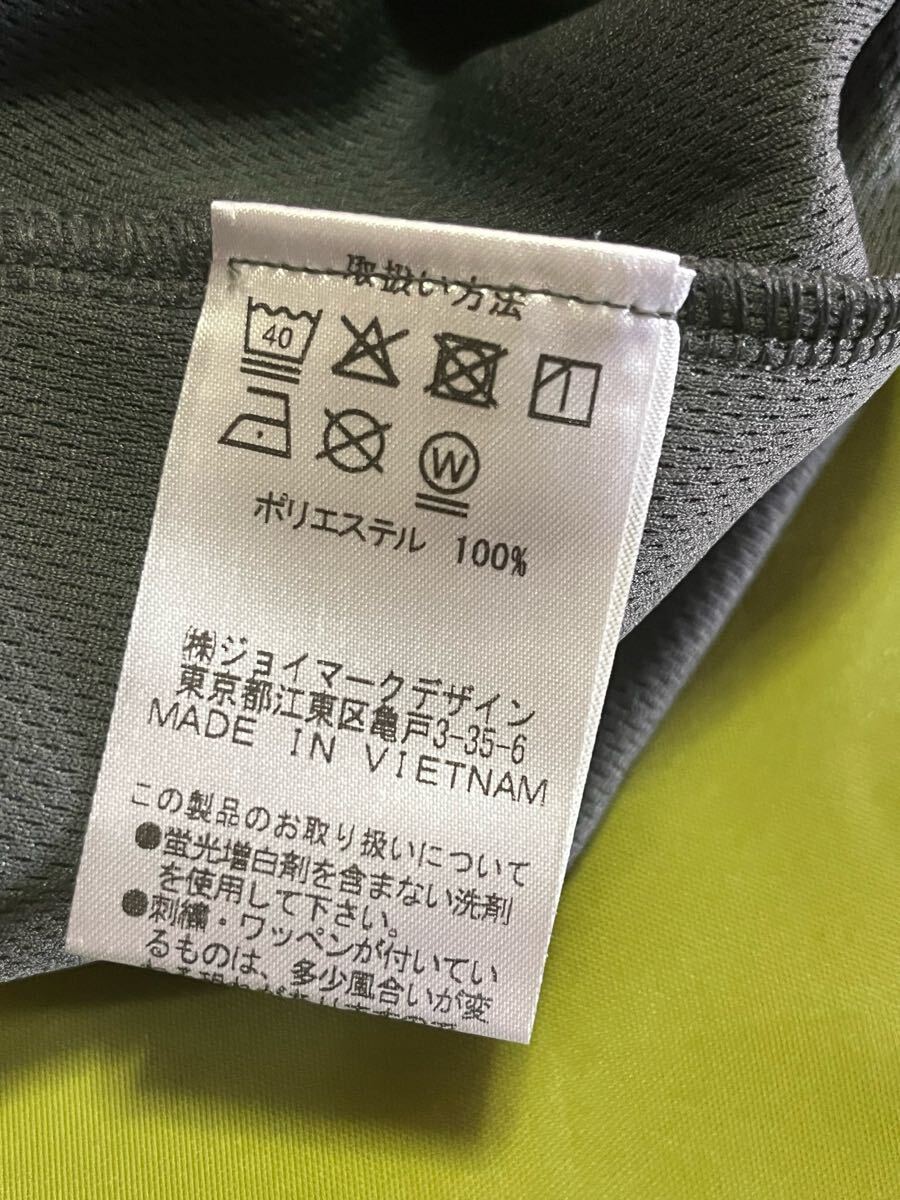 取扱い方法
40
W
ポリエステル 100%
㈱ジョイマークデザイン
東京都江東区亀戸3-35-6
MADE IN VIETNAM
この製品のお取り扱いについて
●蛍光増白剤を含まない洗剤
を使用して下さい。
●刺繍・ワッペンが付いてい
るものは、多少風合いが変